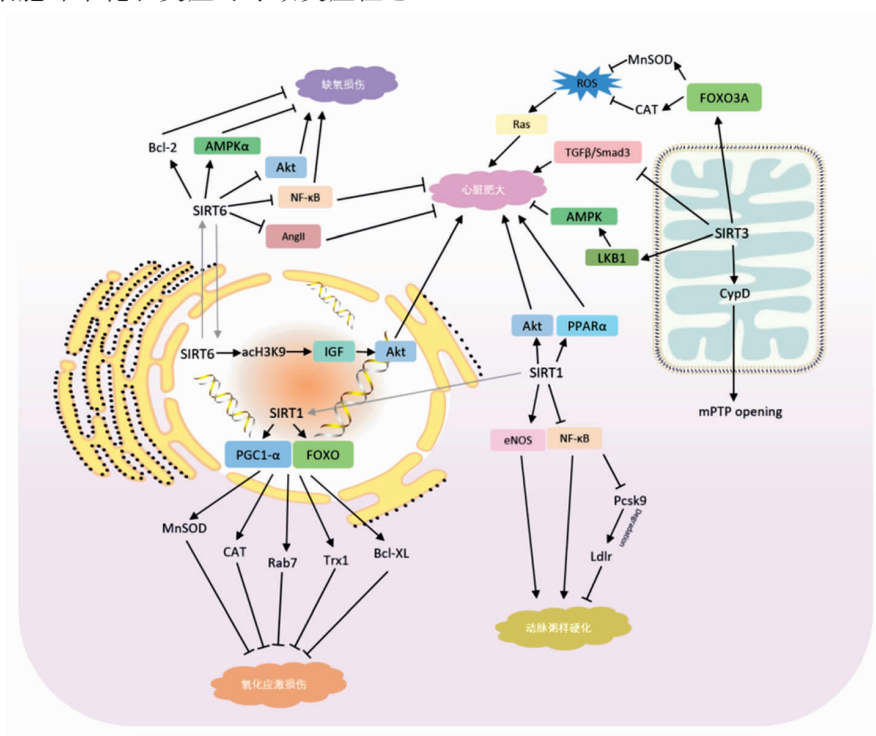 缺氧损伤
Bcl-2
AMPKα
Akt
NF-κB
SIRT6
AngII
ROS
MnSOD
CAT
FOXO3A
Ras
TGFβ/Smad3
心脏肥大
AMPK
LKB1
SIRT3
CypD
mPTP opening
SIRT6
acH3K9
IGF
Akt
SIRT1
PGC1-α
FOXO
Akt
PPARα
SIRT1
eNOS
NF-κB
Pcsk9
Degradation
Ldlr
MnSOD
CAT
Rab7
Trx1
Bcl-XL
动脉粥样硬化
氧化应激损伤